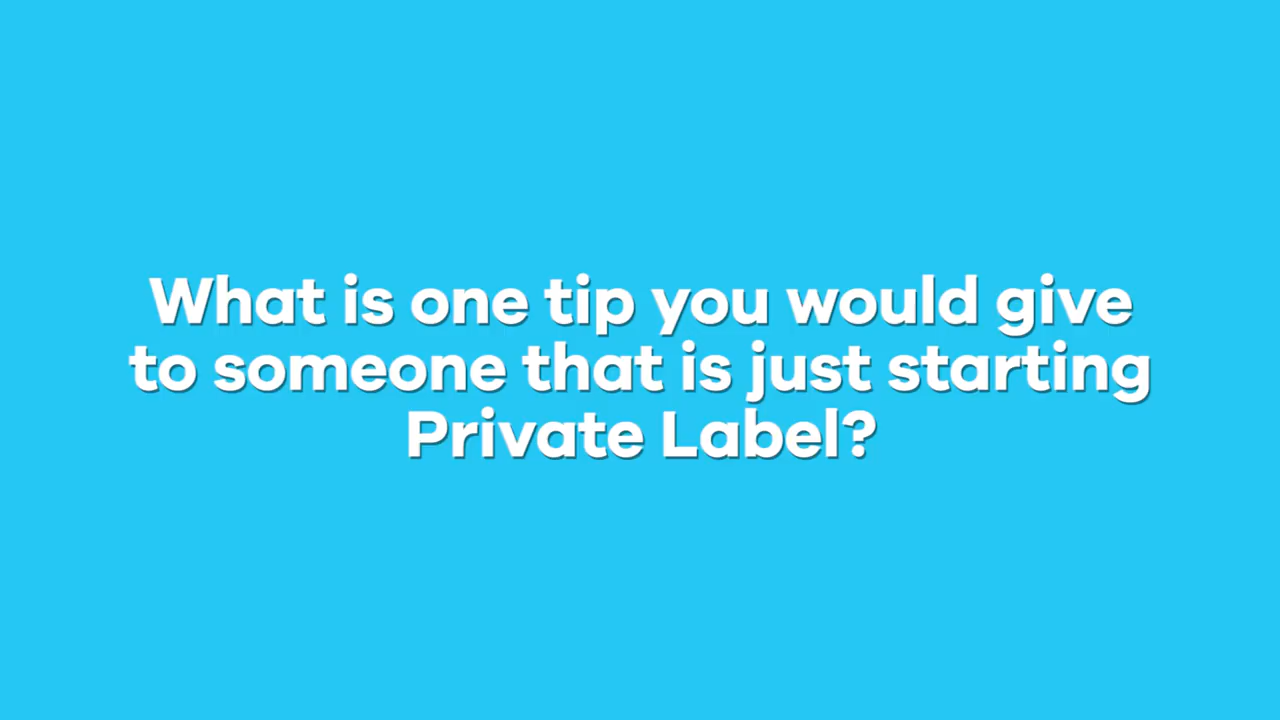 What is one tip you would give
to someone that is just starting
Private Label?